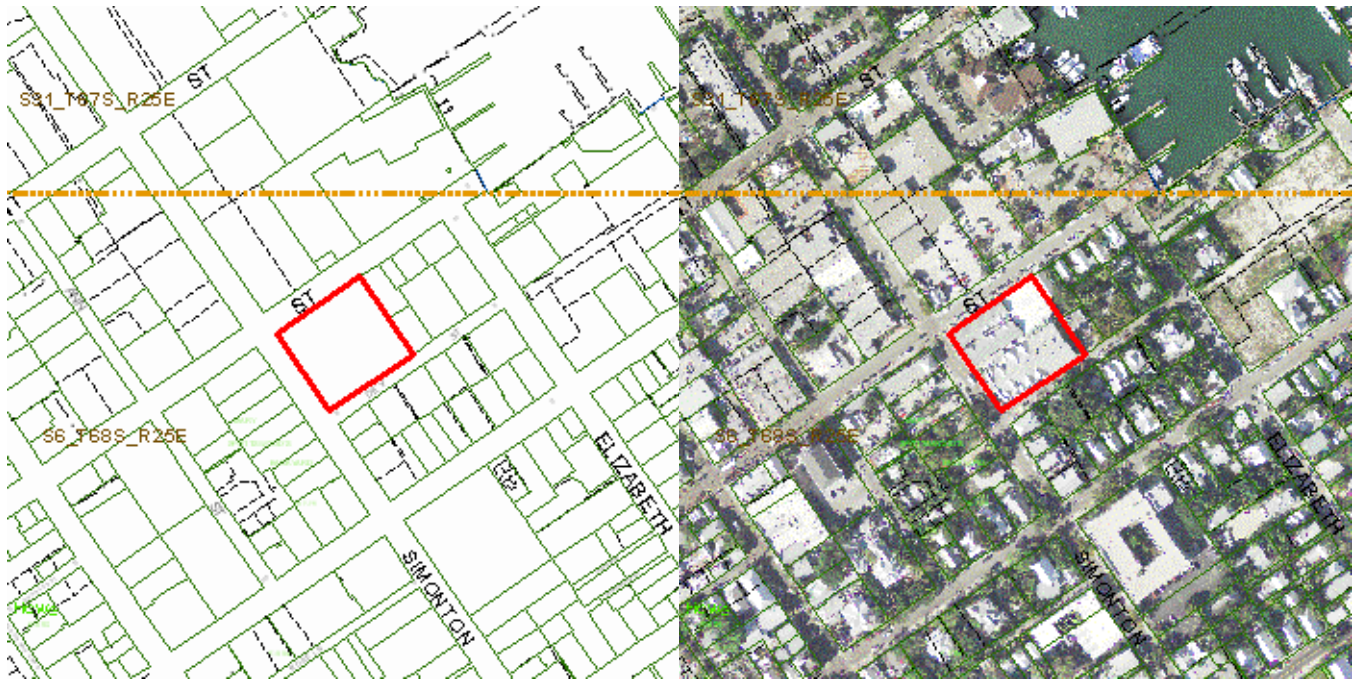 ST
S31_T67S_R25E
ST
S6_T68S_R25E
ELIZABETH
SIMONTON
ST
S31_T67S_R25E
ST
S6_T68S_R25E
ELIZABETH
SIMONTON